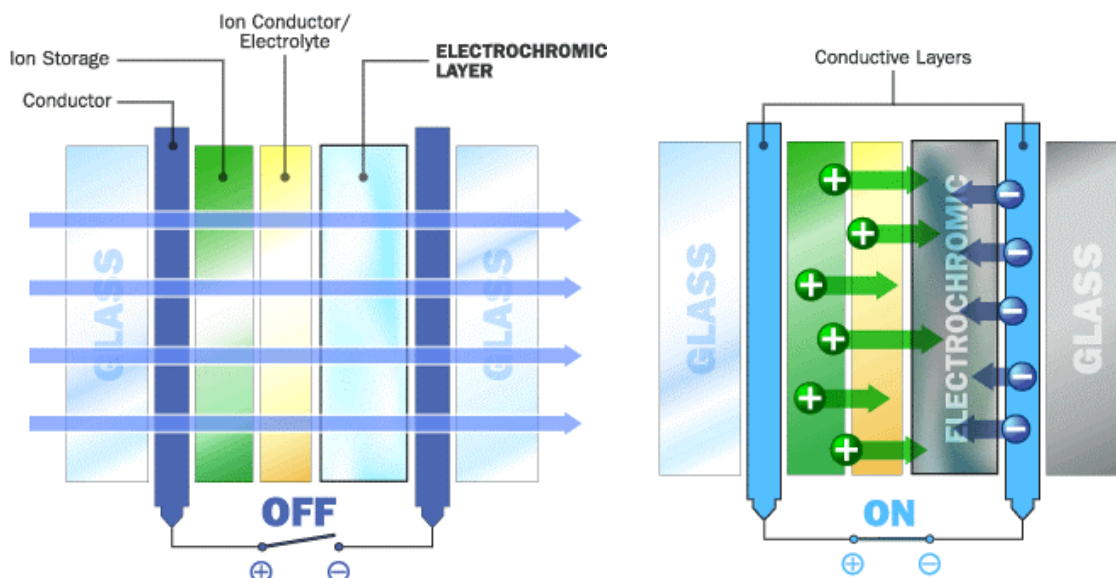 Ion Conductor/
Electrolyte
Ion Storage
ELECTROCHROMIC
LAYER
Conductor
GLASS
GLASS
OFF
+
−
Conductive Layers
GLASS
+
+
+
+
+
+
ELECTROCHROMIC
−
−
−
−
−
GLASS
ON
+
−